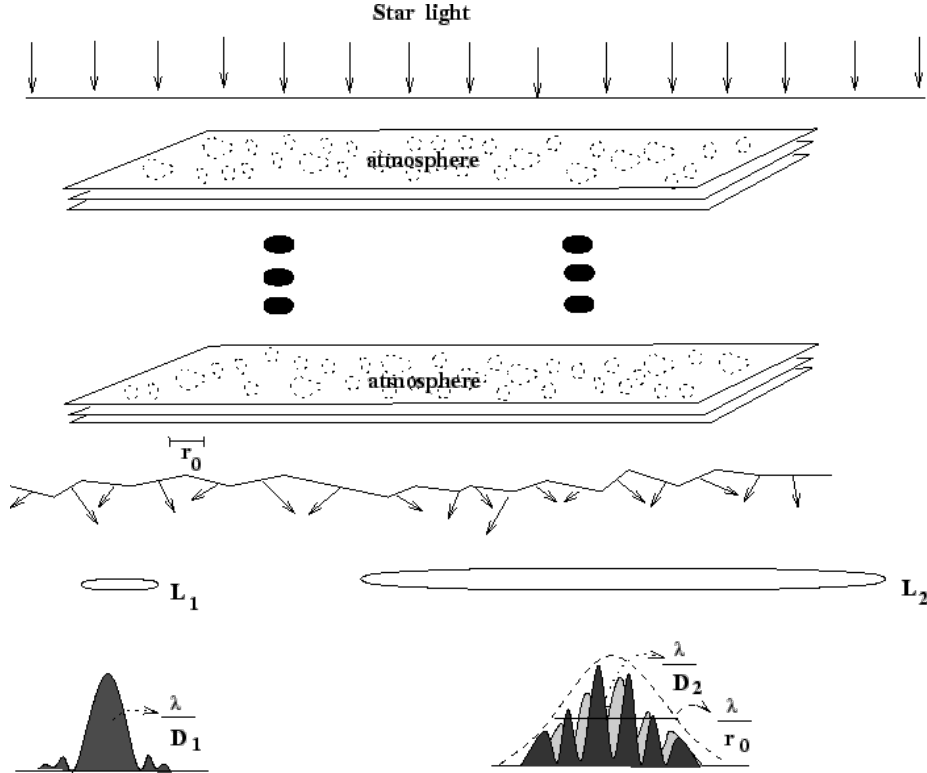 Star light
atmosphere
atmosphere
r0
L1
L2
λ
D1
λ
D2
λ
r0